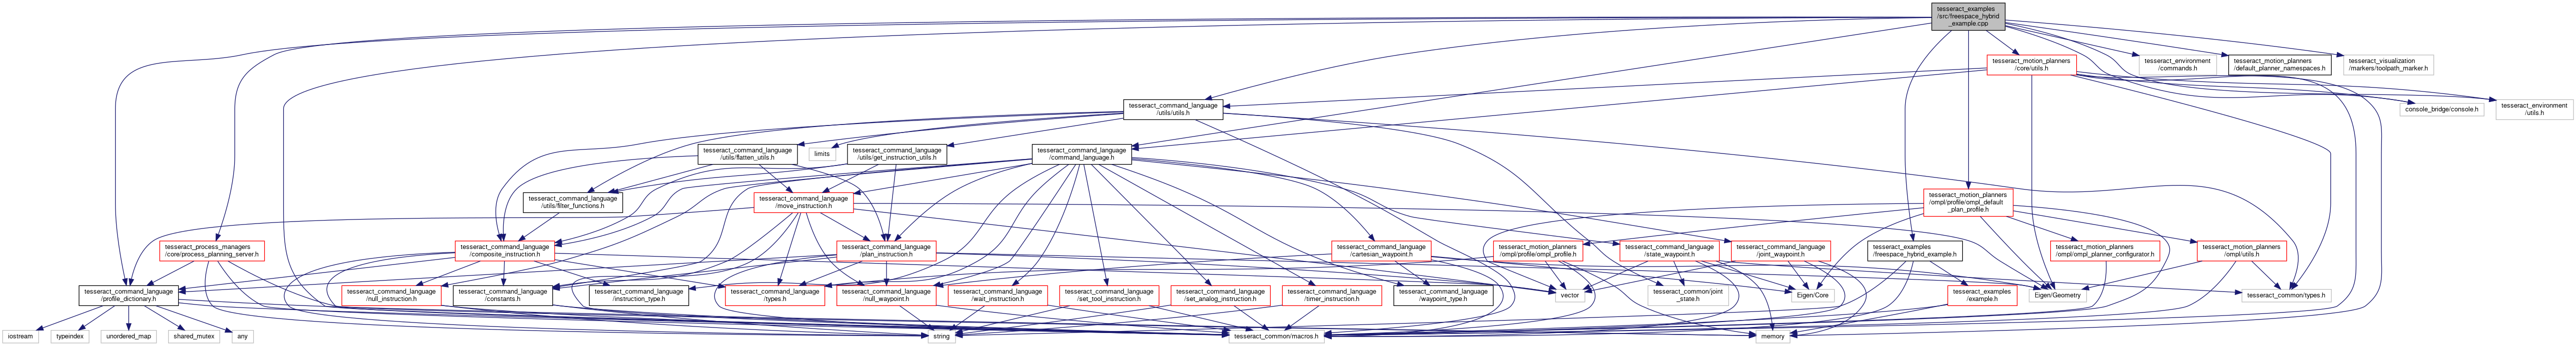 tesseract_examples
/src/freespace_hybrid
_example.cpp
tesseract_motion_planners
/core/utils.h
tesseract_environment
/commands.h
tesseract_motion_planners
/default_planner_namespaces.h
tesseract_visualization
/markers/toolpath_marker.h
tesseract_command_language
/utils/utils.h
console_bridge/console.h
tesseract_environment
/utils.h
tesseract_command_language
/utils/flatten_utils.h
limits
tesseract_command_language
/utils/get_instruction_utils.h
tesseract_command_language
/command_language.h
tesseract_command_language
/utils/filter_functions.h
tesseract_command_language
/move_instruction.h
tesseract_motion_planners
/ompl/profile/ompl_default
_plan_profile.h
tesseract_process_managers
/core/process_planning_server.h
tesseract_command_language
/composite_instruction.h
tesseract_command_language
/plan_instruction.h
tesseract_command_language
/cartesian_waypoint.h
tesseract_motion_planners
/ompl/profile/ompl_profile.h
tesseract_command_language
/state_waypoint.h
tesseract_command_language
/joint_waypoint.h
tesseract_examples
/freespace_hybrid_example.h
tesseract_motion_planners
/ompl/ompl_planner_configurator.h
tesseract_motion_planners
/ompl/utils.h
tesseract_command_language
/profile_dictionary.h
tesseract_command_language
/null_instruction.h
tesseract_command_language
/constants.h
tesseract_command_language
/instruction_type.h
tesseract_command_language
/types.h
tesseract_command_language
/null_waypoint.h
tesseract_command_language
/wait_instruction.h
tesseract_command_language
/set_tool_instruction.h
tesseract_command_language
/set_analog_instruction.h
tesseract_command_language
/timer_instruction.h
tesseract_command_language
/waypoint_type.h
vector
tesseract_common/joint
_state.h
Eigen/Core
tesseract_examples
/example.h
Eigen/Geometry
tesseract_common/types.h
iostream
typeindex
unordered_map
shared_mutex
any
string
tesseract_common/macros.h
memory